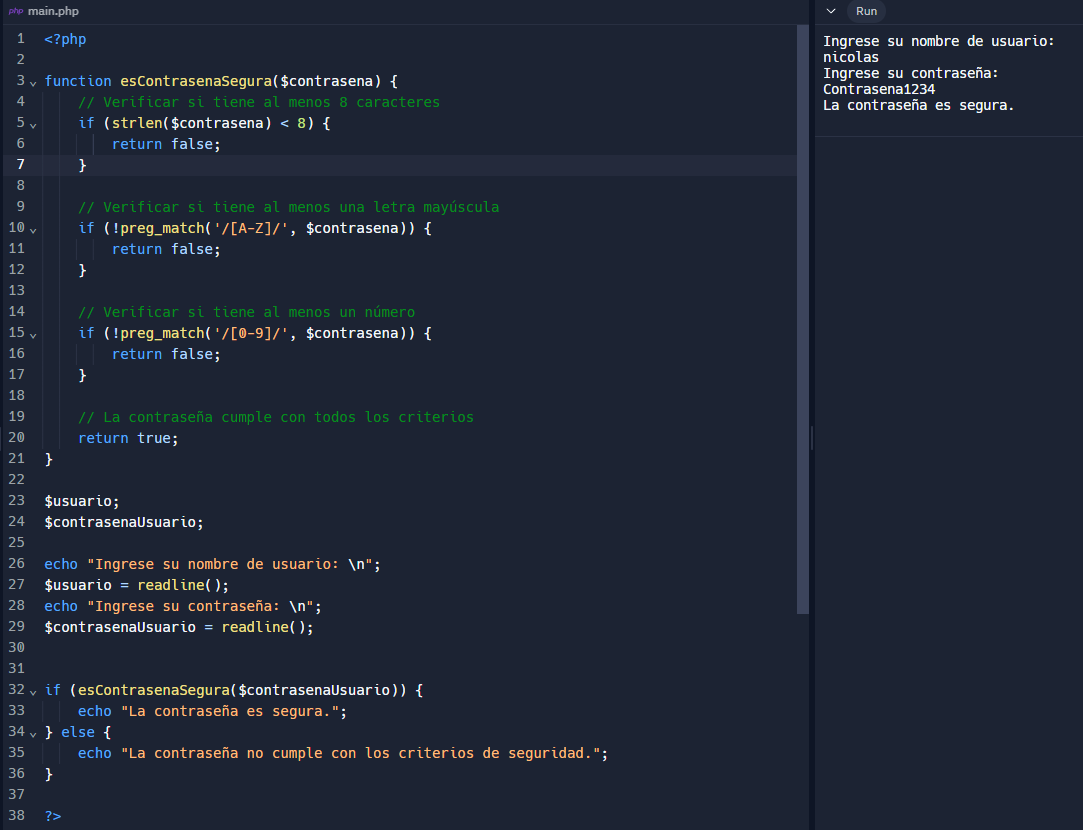 php main.php
1 <?php
2
3 function esContrasenaSegura($contrasena) {
4     // Verificar si tiene al menos 8 caracteres
5     if (strlen($contrasena) < 8) {
6         return false;
7     }
8
9     // Verificar si tiene al menos una letra mayúscula
10     if (!preg_match('/[A-Z]/', $contrasena)) {
11         return false;
12     }
13
14     // Verificar si tiene al menos un número
15     if (!preg_match('/[0-9]/', $contrasena)) {
16         return false;
17     }
18
19     // La contraseña cumple con todos los criterios
20     return true;
21 }
22
23 $usuario;
24 $contrasenaUsuario;
25
26 echo "Ingrese su nombre de usuario: \n";
27 $usuario = readline();
28 echo "Ingrese su contraseña: \n";
29 $contrasenaUsuario = readline();
30
31
32 if (esContrasenaSegura($contrasenaUsuario)) {
33     echo "La contraseña es segura.";
34 } else {
35     echo "La contraseña no cumple con los criterios de seguridad.";
36 }
37
38 ?>
Run
Ingrese su nombre de usuario:
nicolas
Ingrese su contraseña:
Contrasena1234
La contraseña es segura.